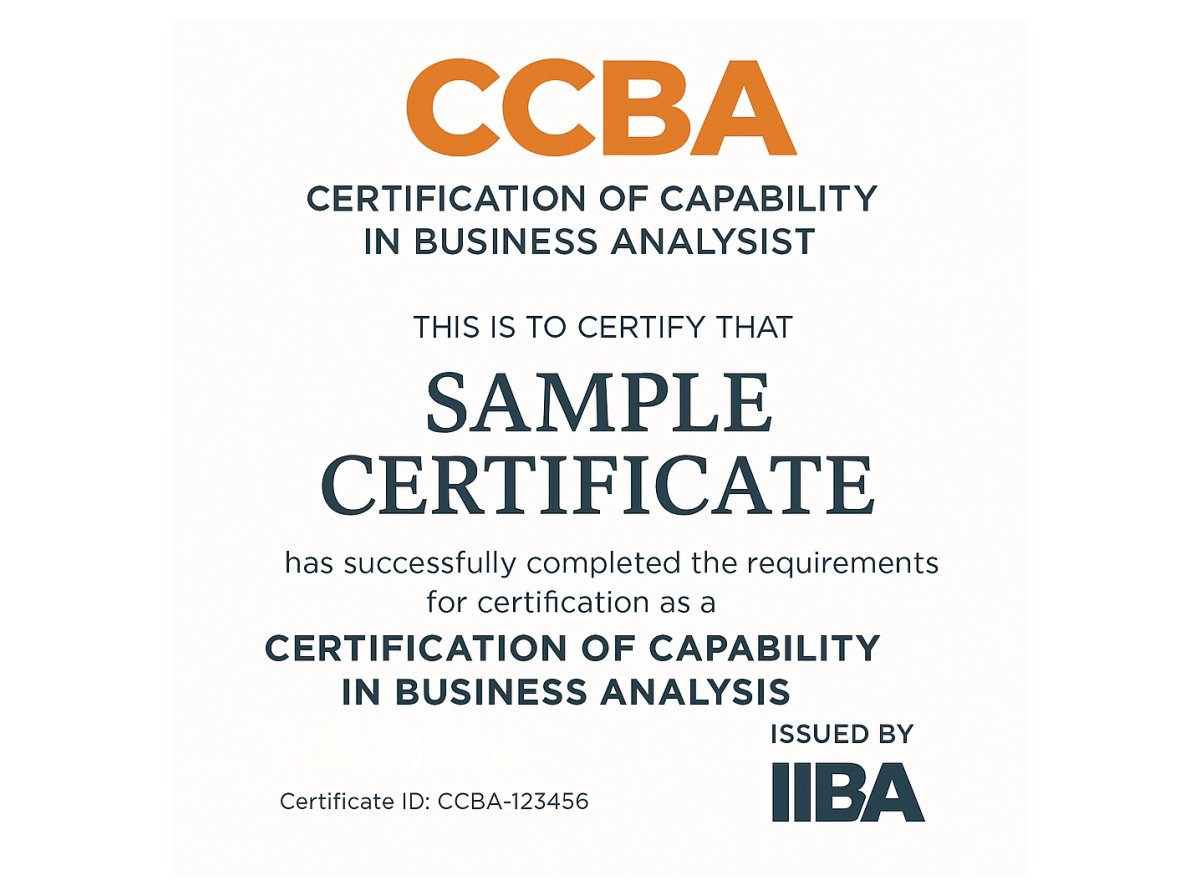 CCBA
CERTIFICATION OF CAPABILITY
IN BUSINESS ANALYSIST
THIS IS TO CERTIFY THAT
SAMPLE
CERTIFICATE
has successfully completed the requirements
for certification as a
CERTIFICATION OF CAPABILITY
IN BUSINESS ANALYSIS
ISSUED BY
IIBA
Certificate ID: CCBA-123456